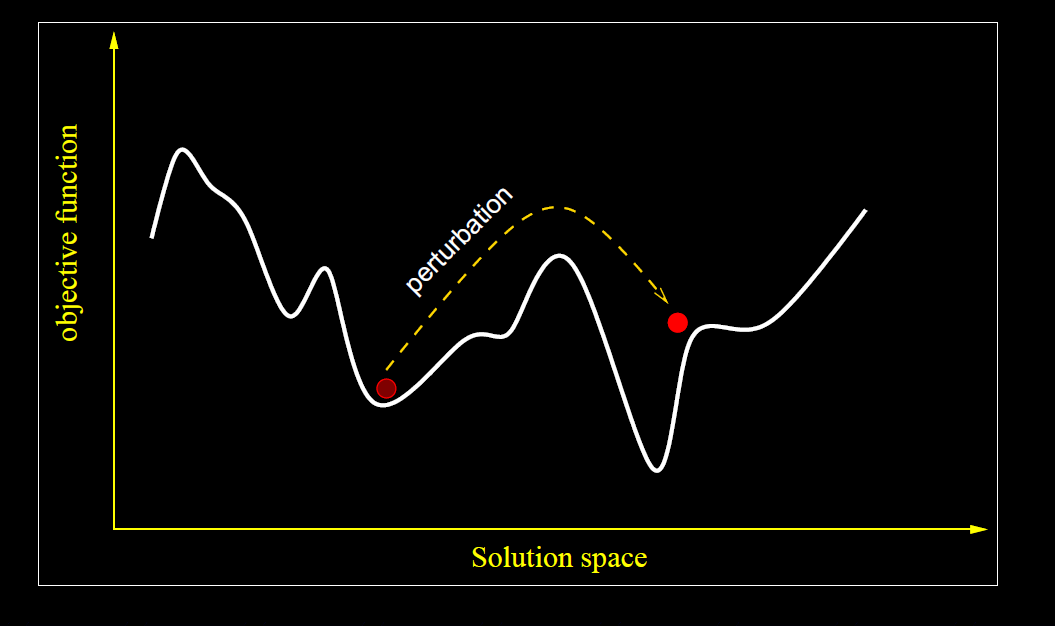 objective function
perturbation
Solution space